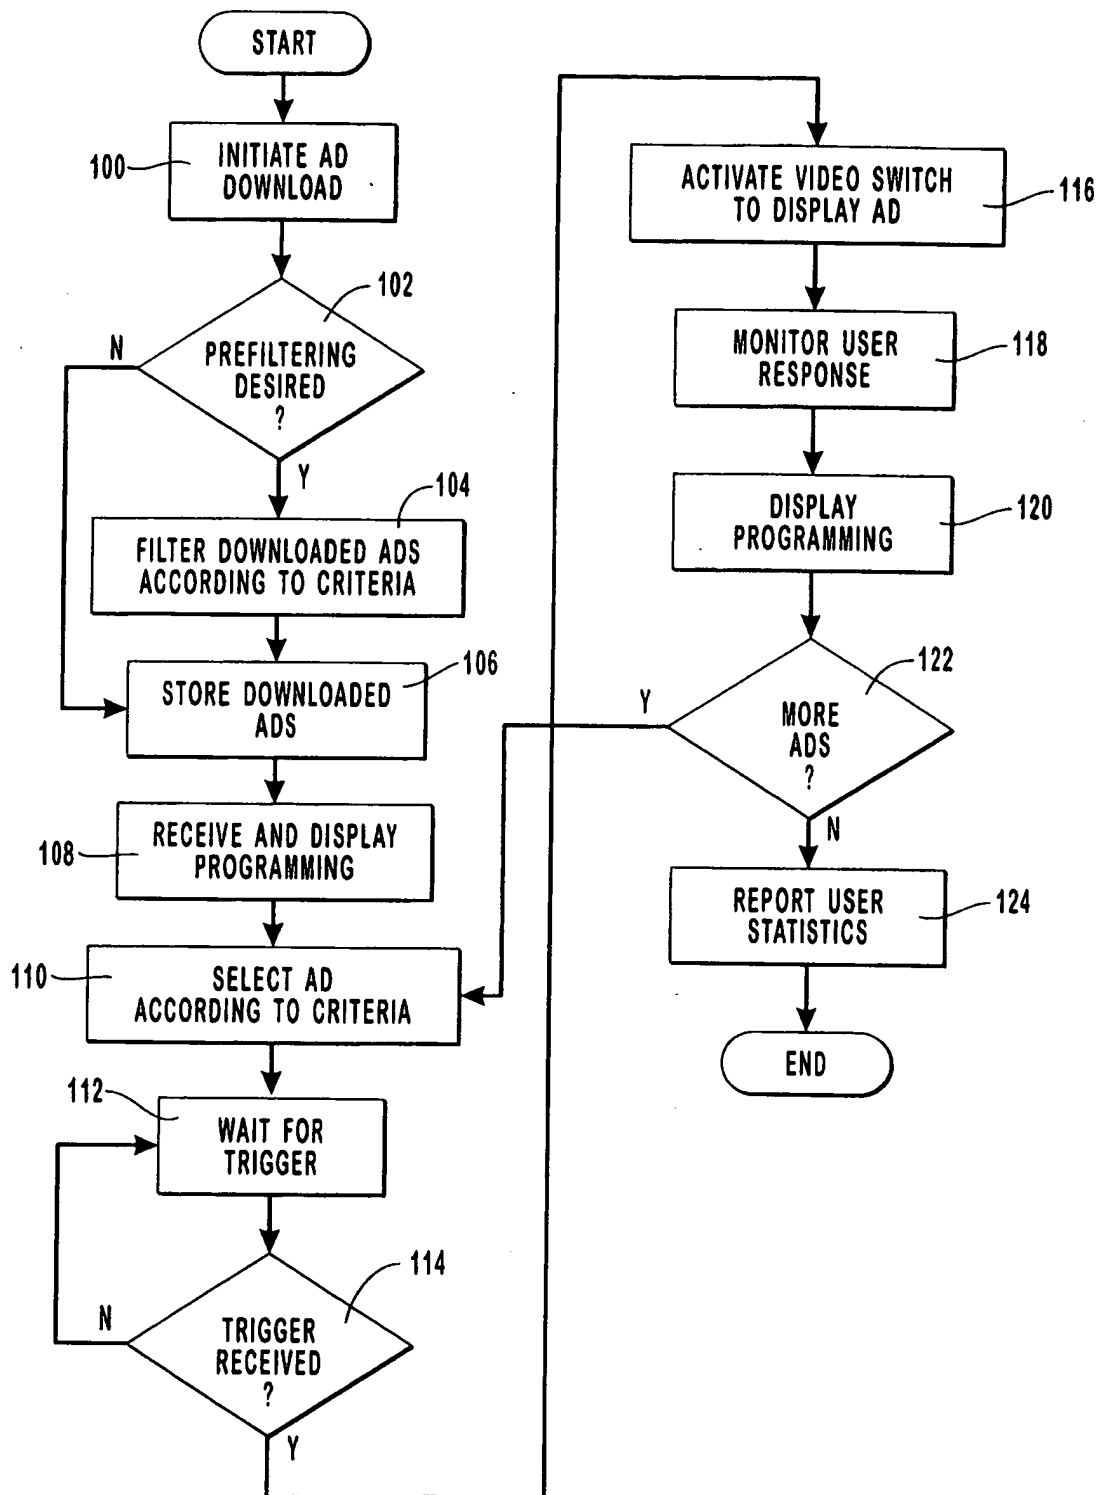 START
100
INITIATE AD
DOWNLOAD
102
N
PREFILTERING
DESIRED
?
Y
104
FILTER DOWNLOADED ADS
ACCORDING TO CRITERIA
106
STORE DOWNLOADED
ADS
108
RECEIVE AND DISPLAY
PROGRAMMING
110
SELECT AD
ACCORDING TO CRITERIA
112
WAIT FOR
TRIGGER
114
N
TRIGGER
RECEIVED
?
Y
ACTIVATE VIDEO SWITCH
TO DISPLAY AD
116
MONITOR USER
RESPONSE
118
DISPLAY
PROGRAMMING
120
122
Y
MORE
ADS
?
N
REPORT USER
STATISTICS
124
END